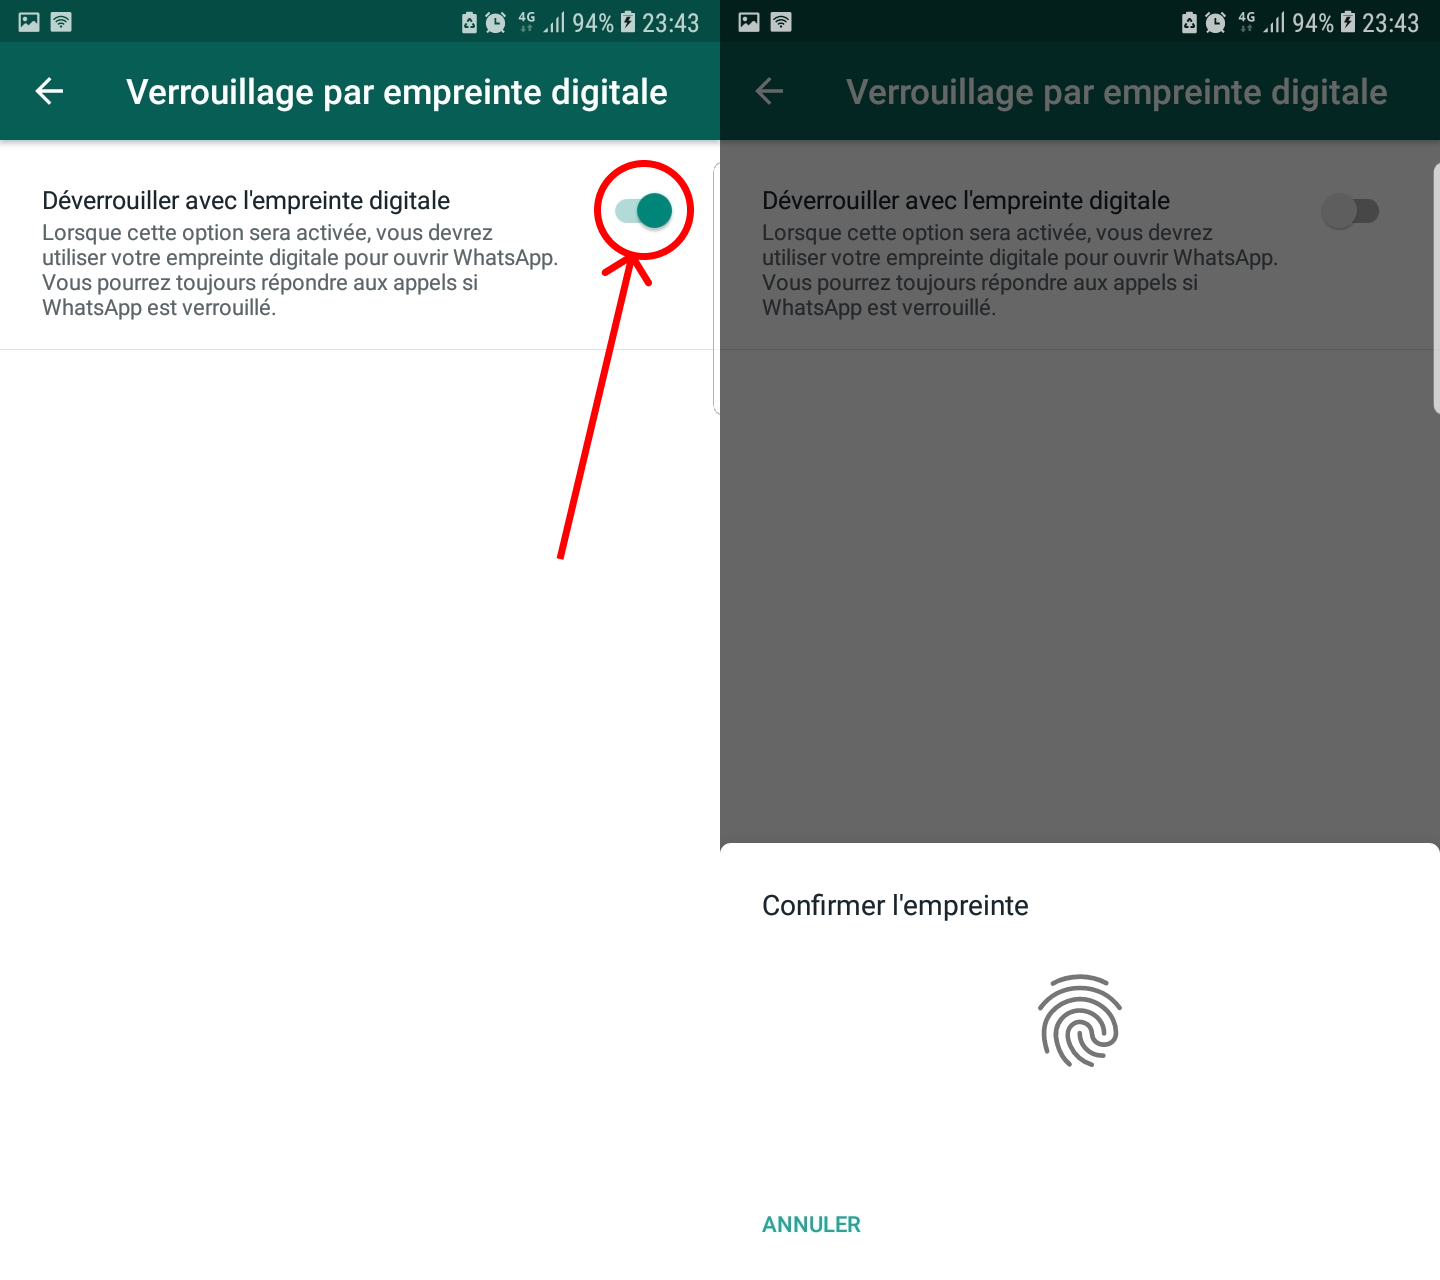 4G 94% 23:43
Verrouillage par empreinte digitale
Déverrouiller avec l'empreinte digitale
Lorsque cette option sera activée, vous devrez
utiliser votre empreinte digitale pour ouvrir WhatsApp.
Vous pourrez toujours répondre aux appels si
WhatsApp est verrouillé.
4G 94% 23:43
Verrouillage par empreinte digitale
Déverrouiller avec l'empreinte digitale
Lorsque cette option sera activée, vous devrez
utiliser votre empreinte digitale pour ouvrir WhatsApp.
Vous pourrez toujours répondre aux appels si
WhatsApp est verrouillé.
Confirmer l'empreinte
ANNULER